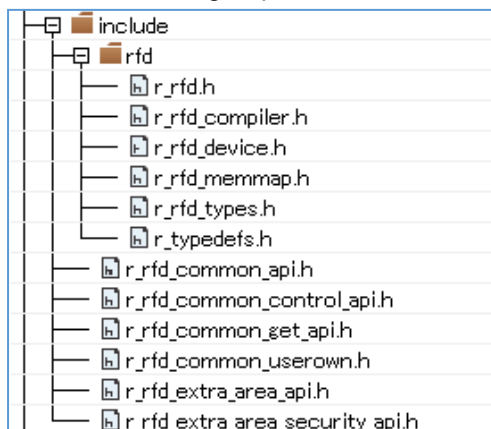 include
rfd
r_rfd.h
r_rfd_compiler.h
r_rfd_device.h
r_rfd_memmap.h
r_rfd_types.h
r_typedefs.h
r_rfd_common_api.h
r_rfd_common_control_api.h
r_rfd_common_get_api.h
r_rfd_common_userown.h
r_rfd_extra_area_api.h
r_rfd_extra_area_security_api.h